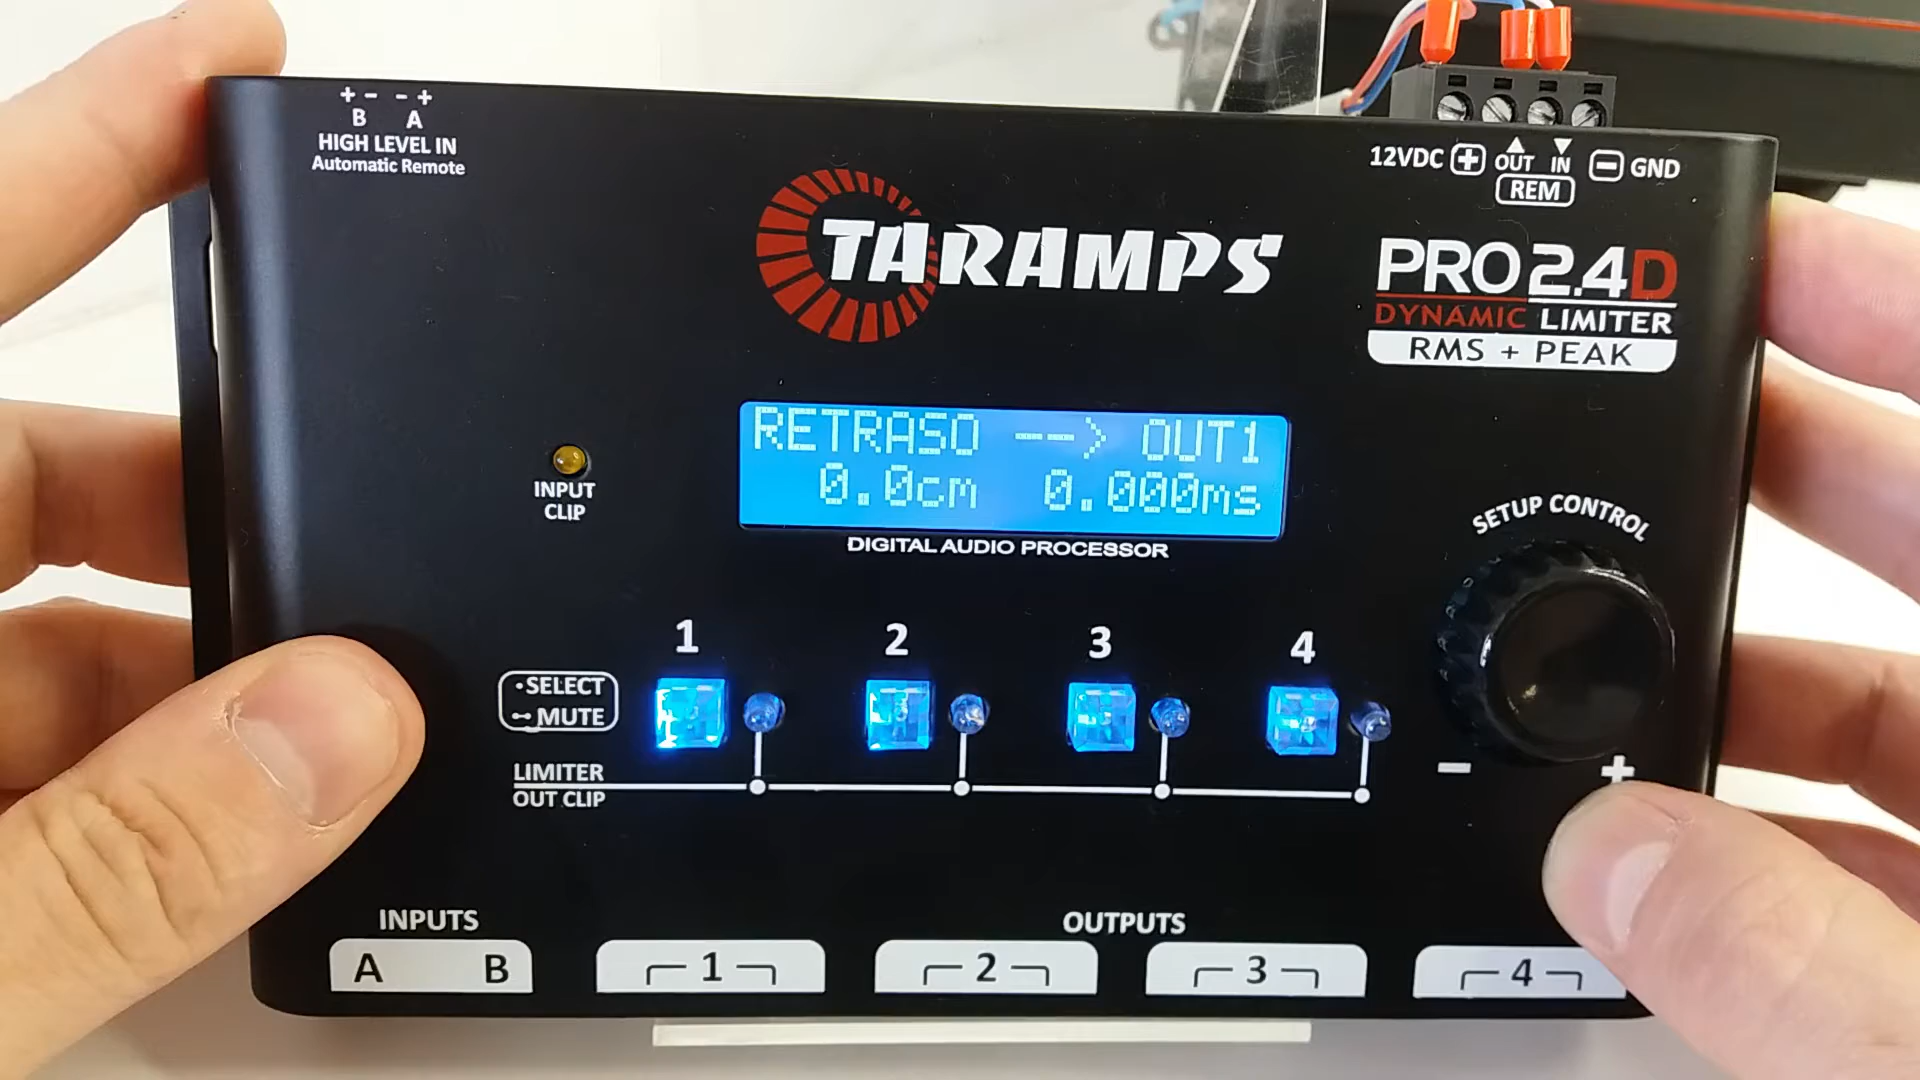 + - - +
B A
HIGH LEVEL IN
Automatic Remote
12VDC + OUT IN - GND
REM
TARAMPS
PRO 2.4D
DYNAMIC LIMITER
RMS + PEAK
RETRASO --> OUT1
0.0cm 0.000ms
DIGITAL AUDIO PROCESSOR
INPUT
CLIP
SETUP CONTROL
- +
1 2 3 4
SELECT
MUTE
LIMITER
OUT CLIP
INPUTS
A B
OUTPUTS
1 2 3 4